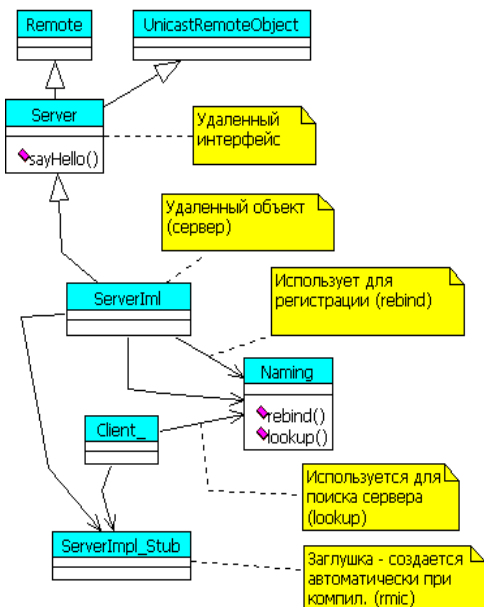 Remote
UnicastRemoteObject
Server
sayHello()
Удаленный
интерфейс
Удаленный объект
(сервер)
ServerIml
Использует для
регистрации (rebind)
Naming
rebind()
lookup()
Client_
Используется для
поиска сервера
(lookup)
ServerImpl_Stub
Заглушка - создается
автоматически при
компил. (rmic)